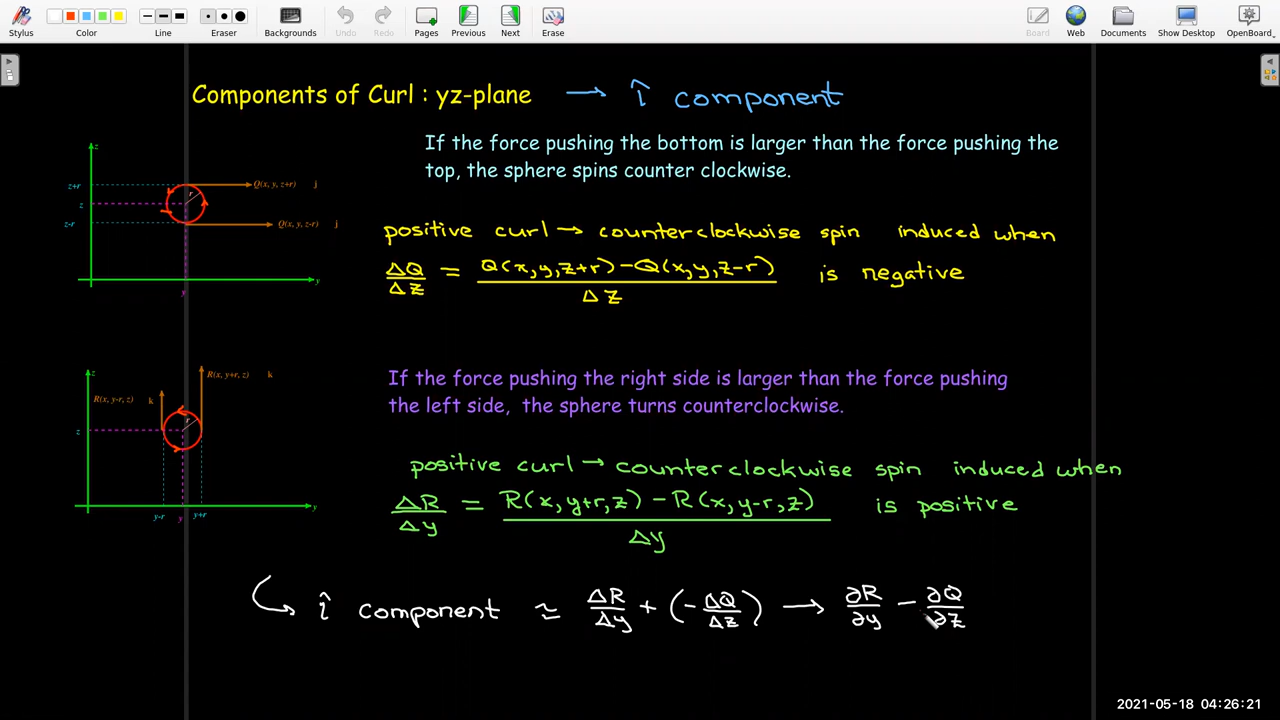 Stylus Color Line Eraser Backgrounds Undo Redo Pages Previous Next Erase Board Web Documents Show Desktop OpenBoard
Components of Curl : yz-plane → î component
If the force pushing the bottom is larger than the force pushing the
top, the sphere spins counter clockwise.
z
z+r
z
z-r
r
Q(x, y, z+r) j
Q(x, y, z-r) j
y
y
positive curl → counterclockwise spin induced when
ΔQ/ΔZ = Q(x,y,z+r)-Q(x,y,z-r)/ΔZ is negative
If the force pushing the right side is larger than the force pushing
the left side, the sphere turns counterclockwise.
z
R(x, y+r, z) k
R(x, y-r, z) k
r
z
y-r y y+r
y
positive curl → counterclockwise spin induced when
ΔR/Δy = R(x,y+r,z) - R(x,y-r,z)/Δy is positive
î component ≈ ΔR/Δy + (-ΔQ/ΔZ) → ∂R/∂y - ∂Q/∂Z
2021-05-18 04:26:21